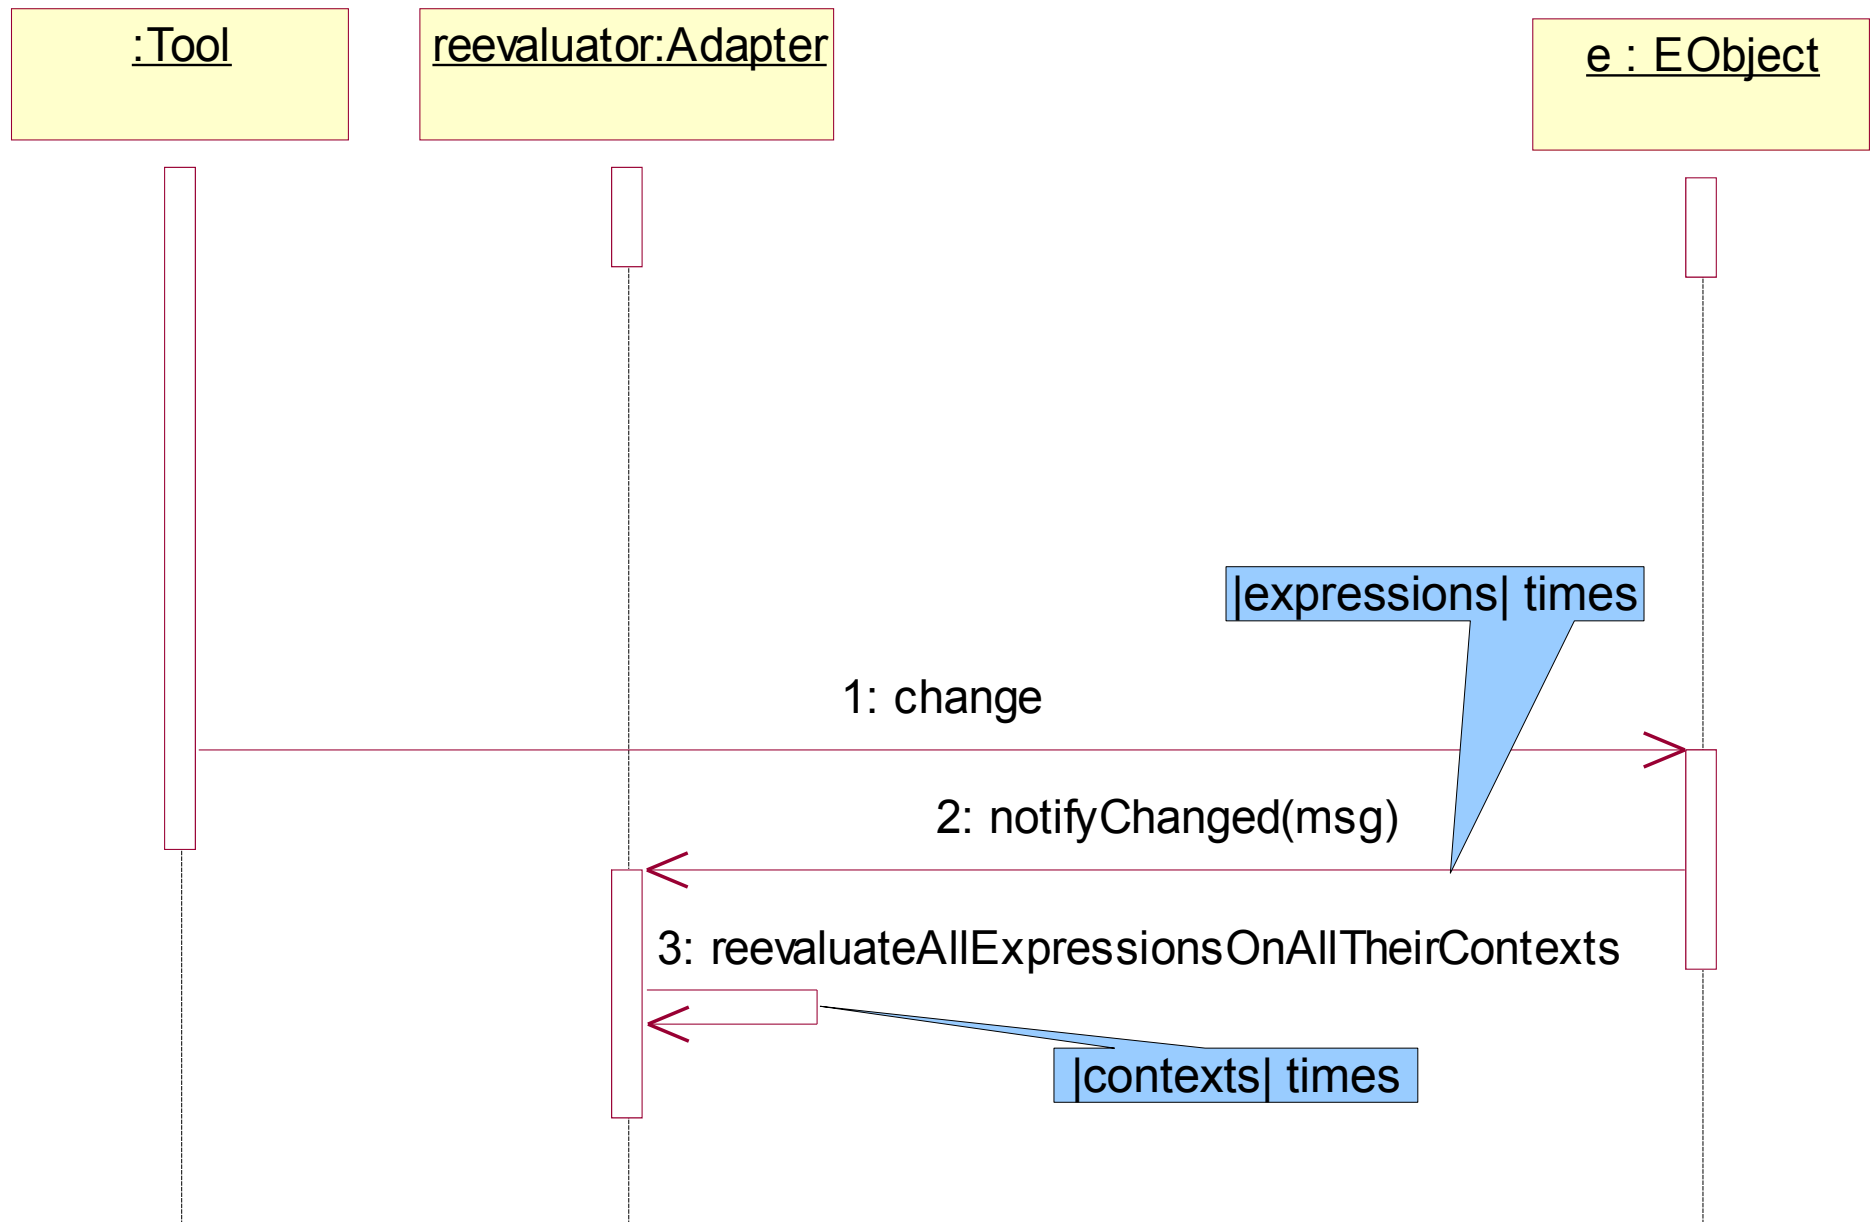 :Tool
reevaluator:Adapter
e : EObject
|expressions| times
1: change
2: notifyChanged(msg)
3: reevaluateAllExpressionsOnAllTheirContexts
|contexts| times